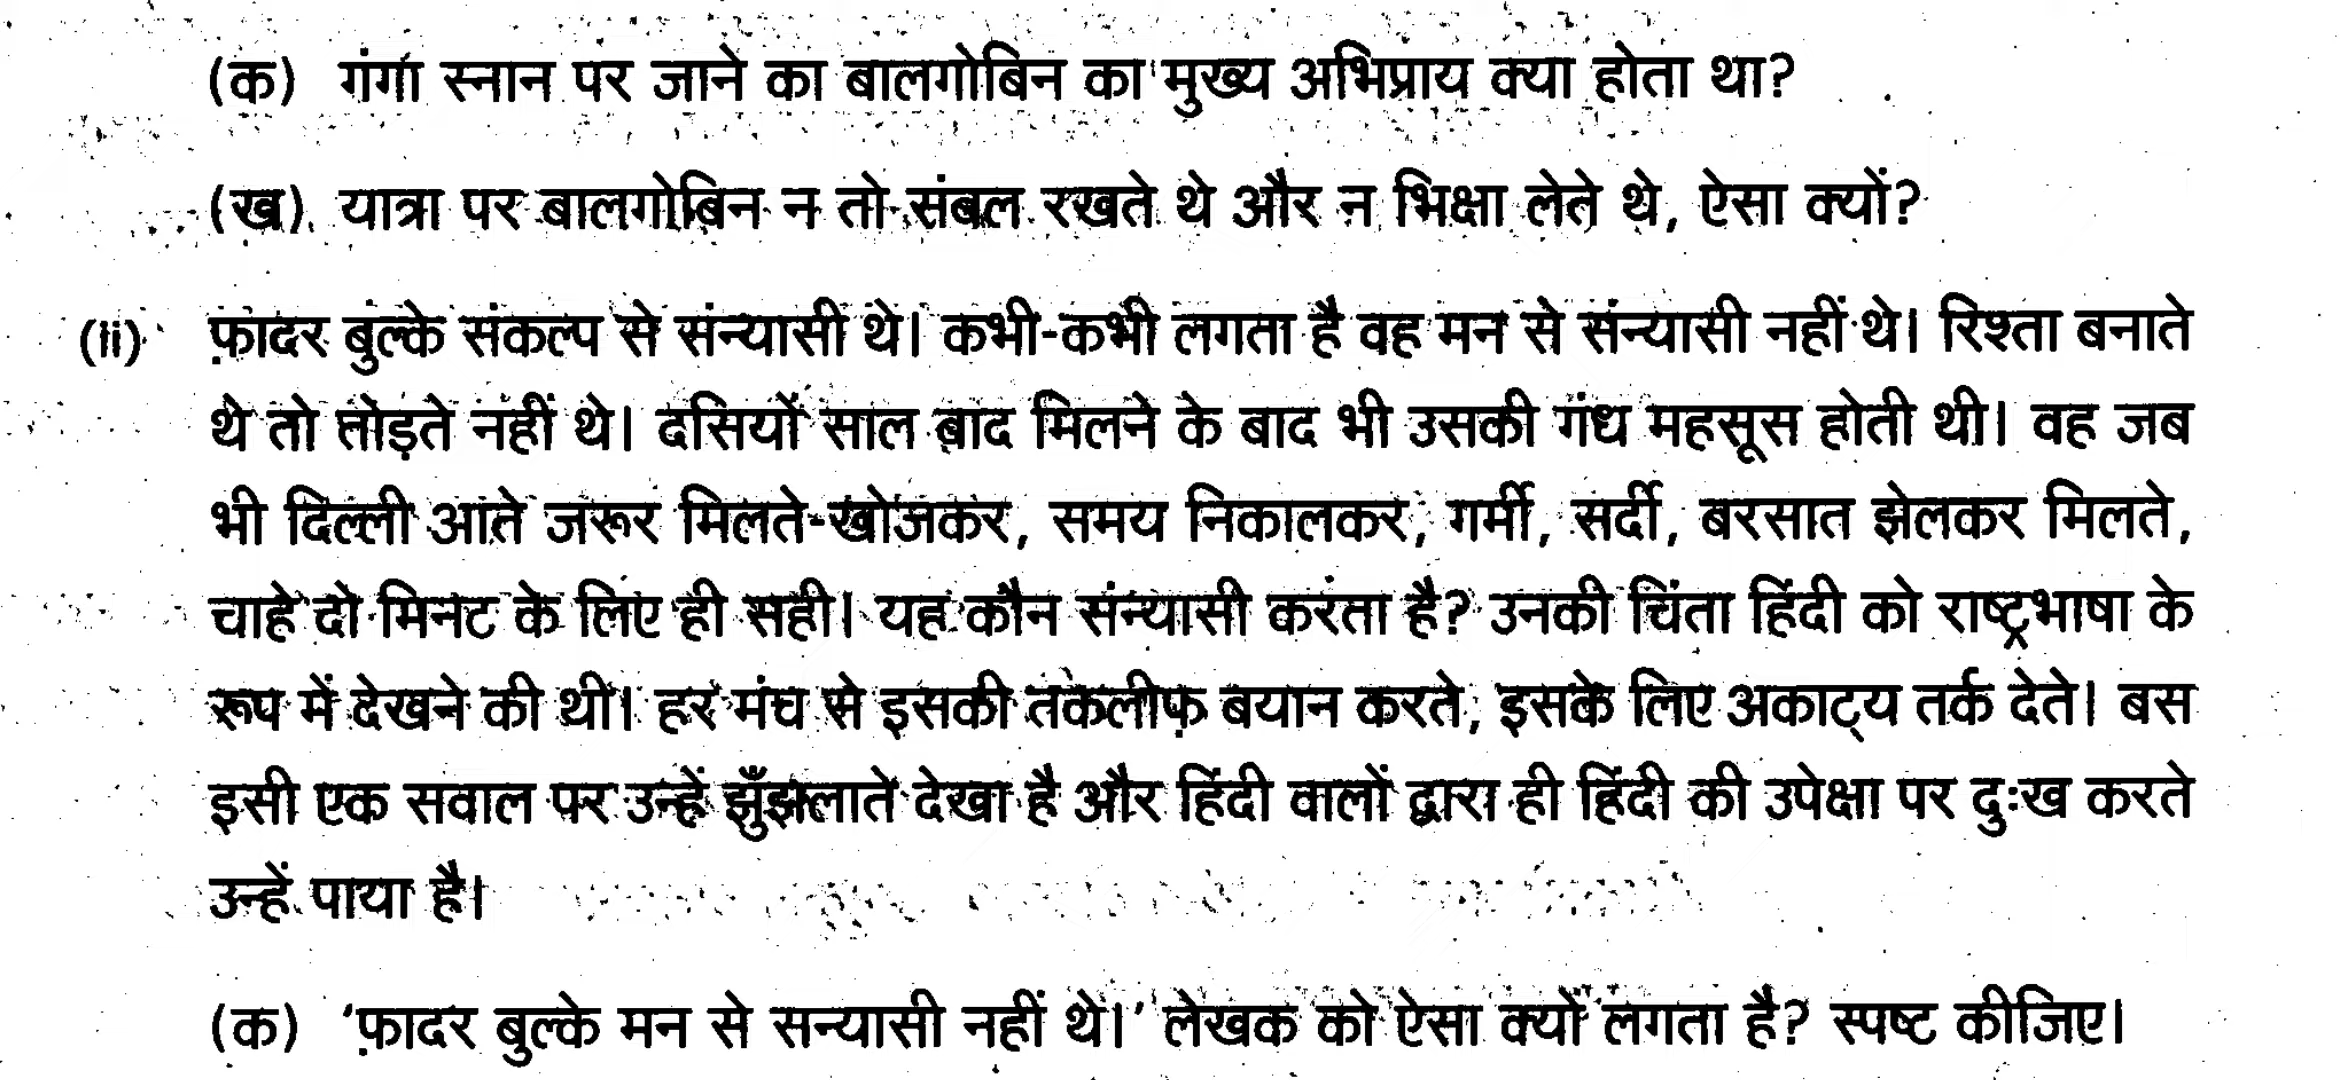 (क) गंगा स्नान पर जाने का बालगोबिन का मुख्य अभिप्राय क्या होता था?
(ख) यात्रा पर बालगोबिन न तो संबल रखते थे और न भिक्षा लेते थे, ऐसा क्यों?
(ii) फ़ादर बुल्के संकल्प से संन्यासी थे। कभी-कभी लगता है वह मन से संन्यासी नहीं थे। रिश्ता बनाते
थे तो तोड़ते नहीं थे। दसियों साल बाद मिलने के बाद भी उसकी गंध महसूस होती थी। वह जब
भी दिल्ली आते जरूर मिलते-खोजकर, समय निकालकर, गर्मी, सर्दी, बरसात झेलकर मिलते,
चाहे दो मिनट के लिए ही सही। यह कौन संन्यासी करता है? उनकी चिंता हिंदी को राष्ट्रभाषा के
रूप में देखने की थी। हर मंच से इसकी तकलीफ़ बयान करते, इसके लिए अकाट्य तर्क देते। बस
इसी एक सवाल पर उन्हें झुँझलाते देखा है और हिंदी वालों द्वारा ही हिंदी की उपेक्षा पर दुःख करते
उन्हें पाया है।
(क) ‘फ़ादर बुल्के मन से सन्यासी नहीं थे।’ लेखक को ऐसा क्यों लगता है? स्पष्ट कीजिए।